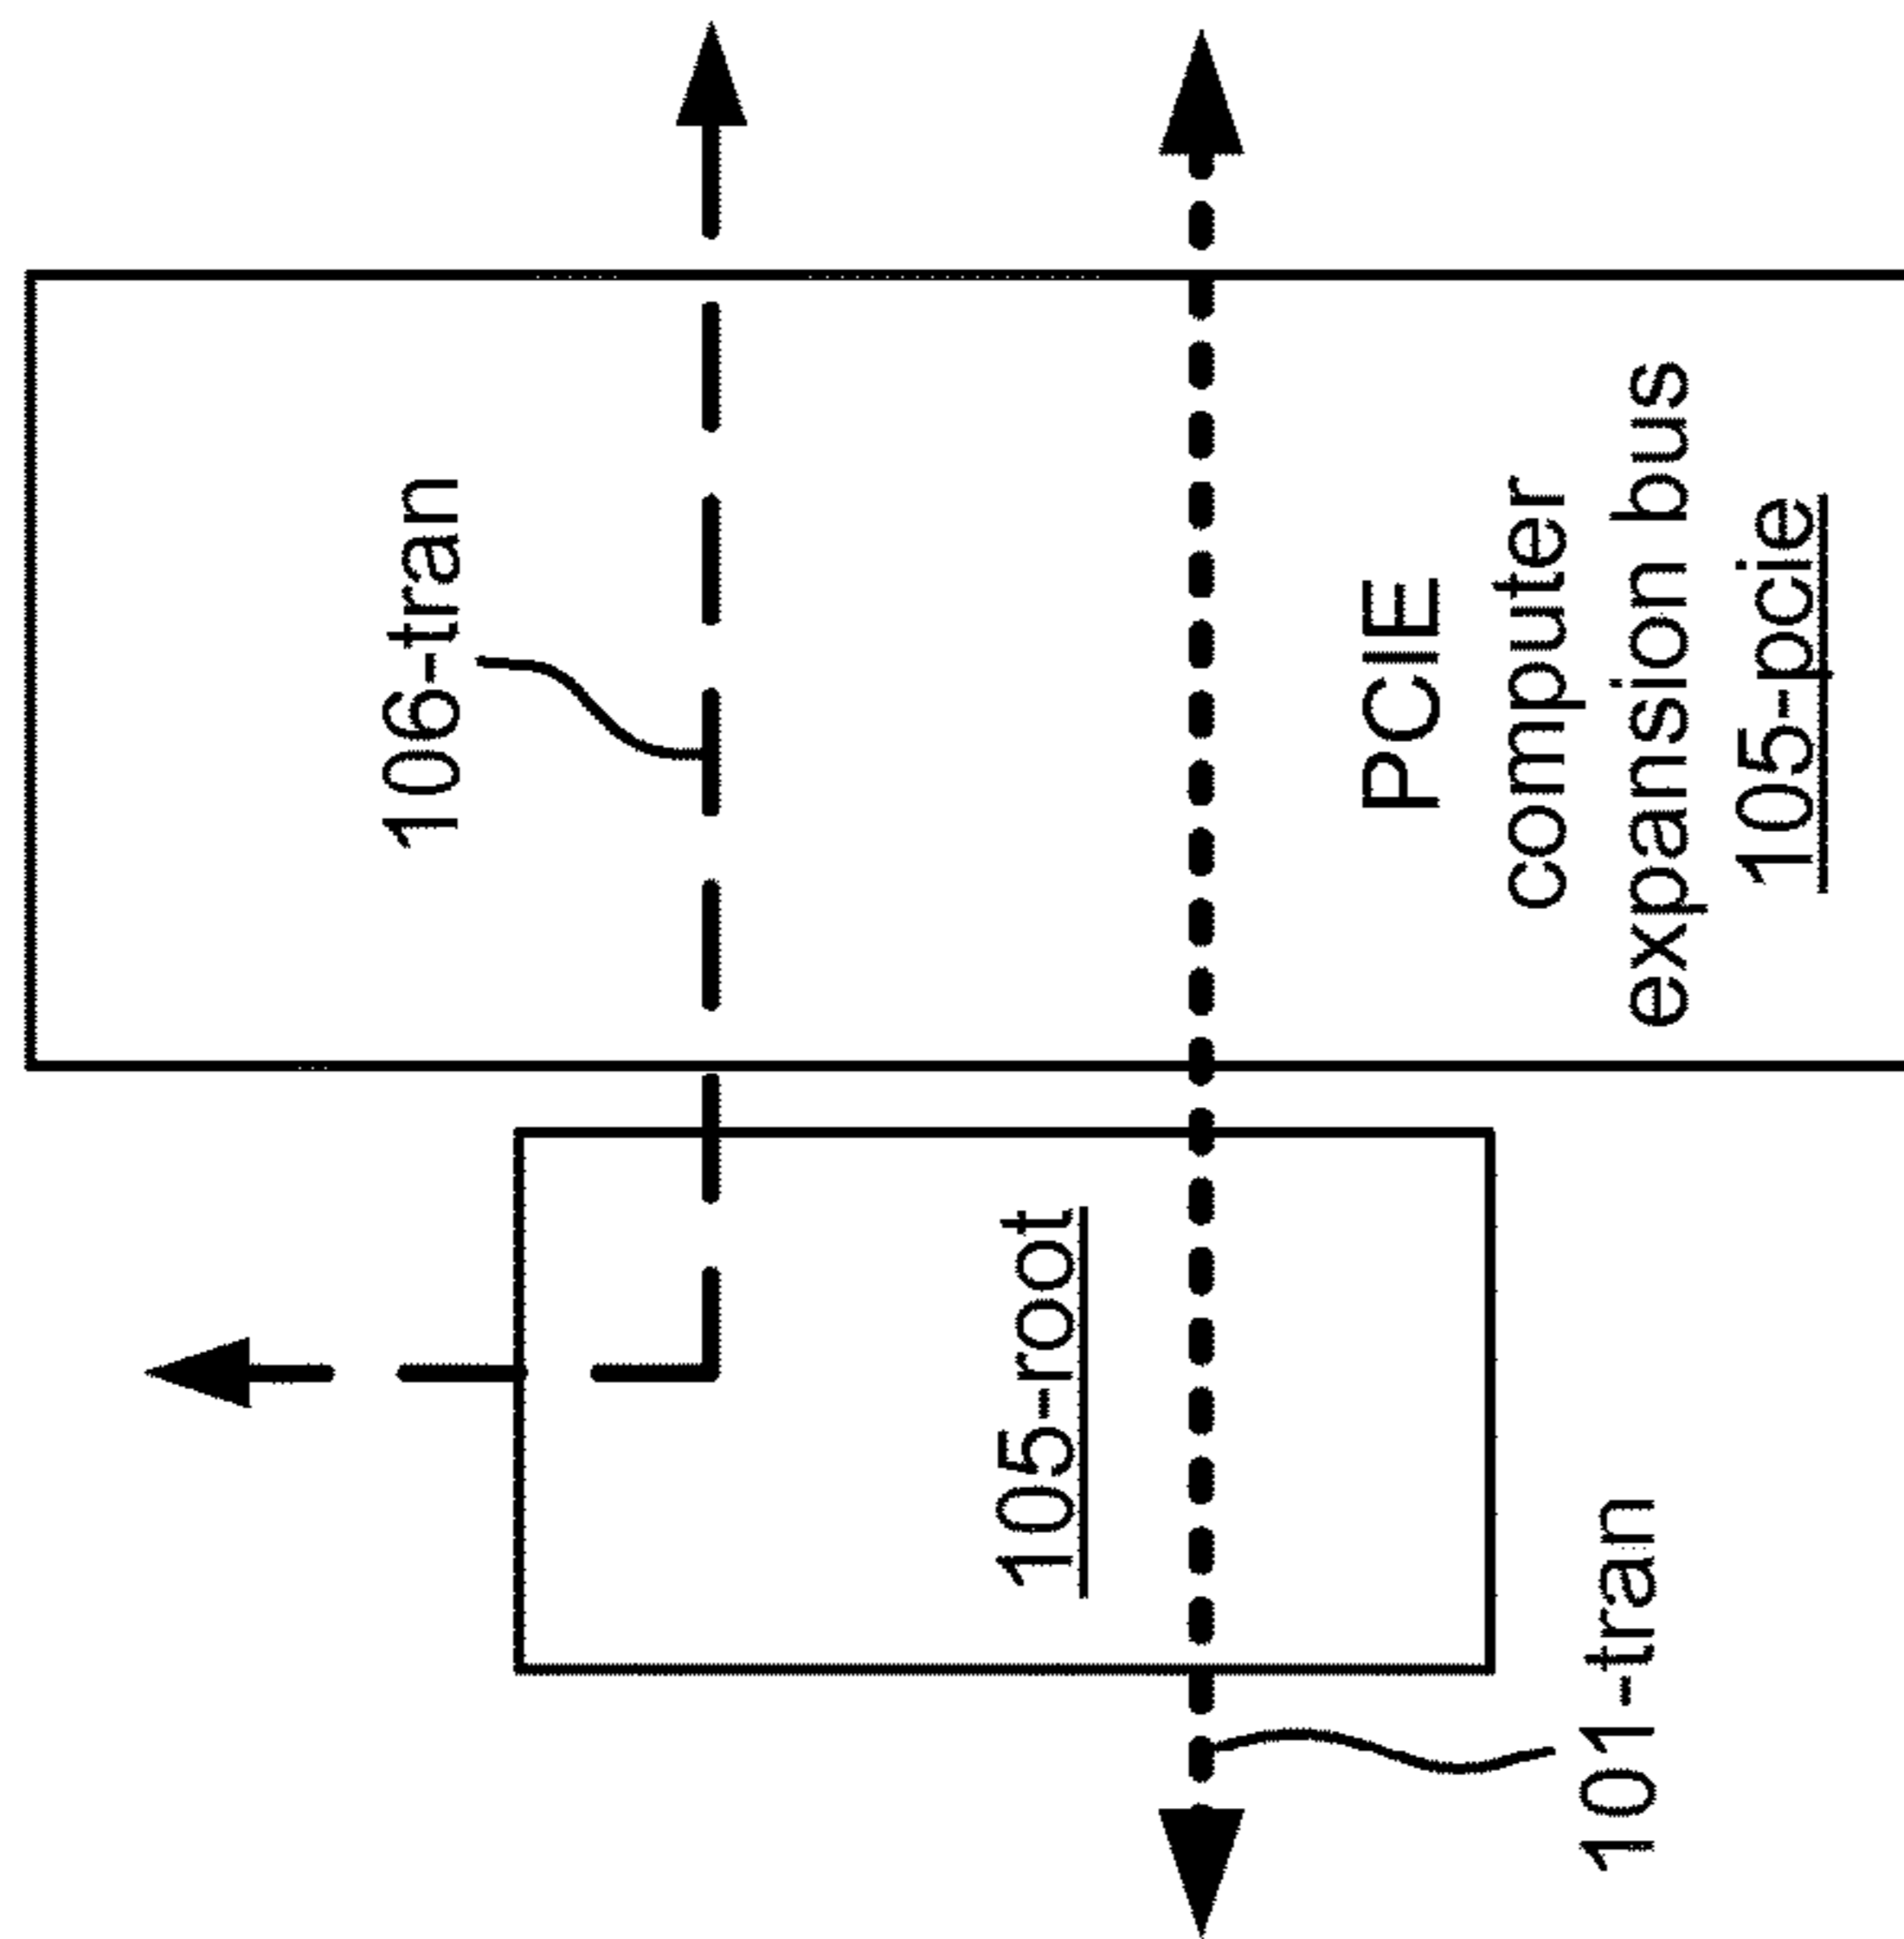 106-tran
PCIE
computer
expansion bus
105-pcie
105-root
101-tran